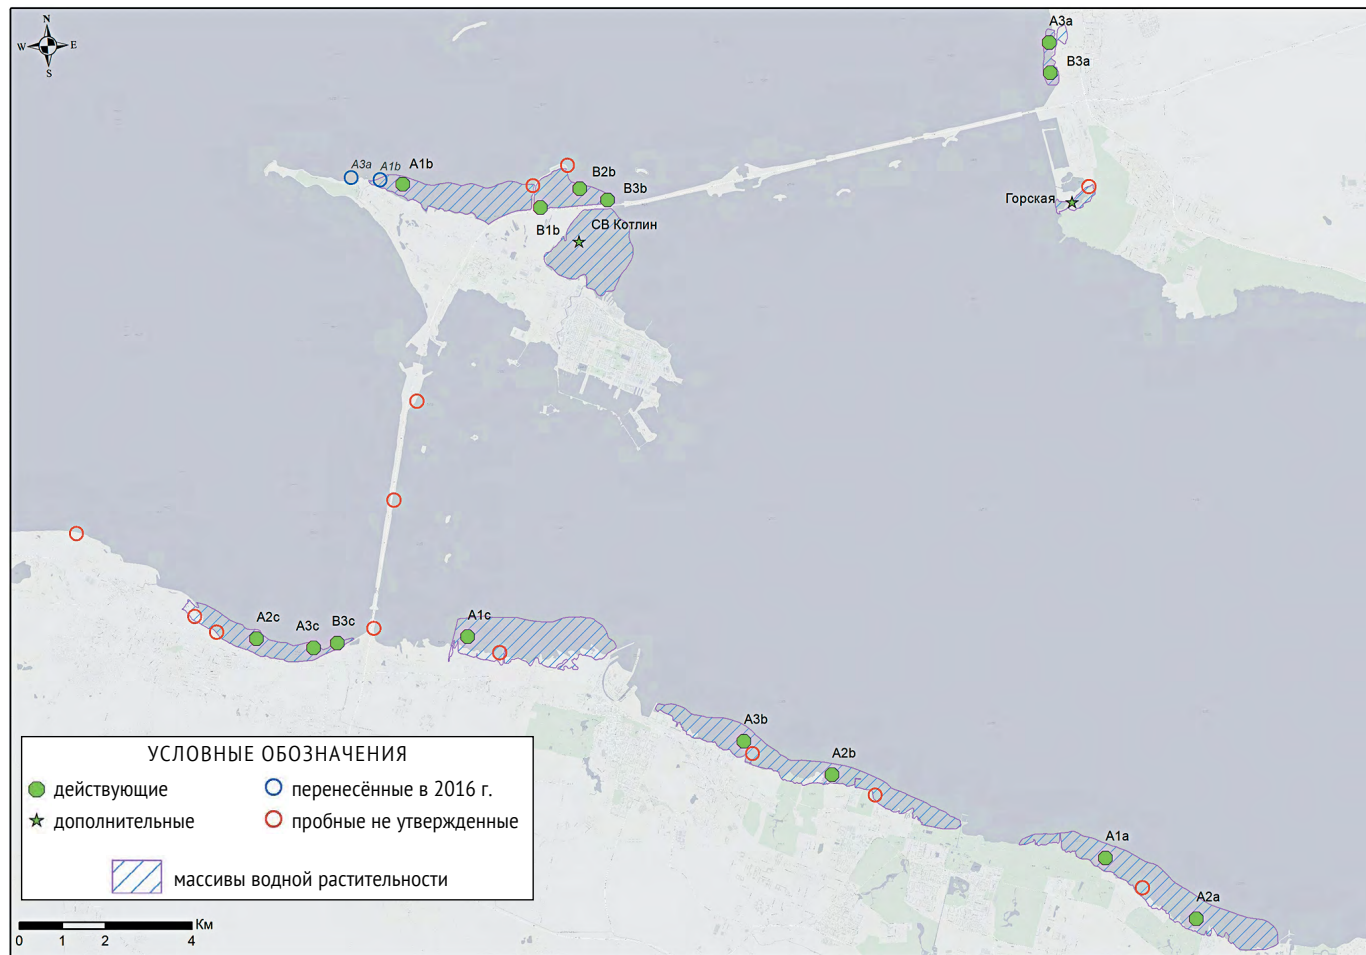 N
W E
S
A3a
B3a
A3a A1b A1b
B2b
B3b
B1b
СВ Котлин
Горская
A2c
A3c
B3c
A1c
A3b
A2b
A1a
A2a
УСЛОВНЫЕ ОБОЗНАЧЕНИЯ
действующие
перенесённые в 2016 г.
дополнительные
пробные не утвержденные
массивы водной растительности
Км
0 1 2 4